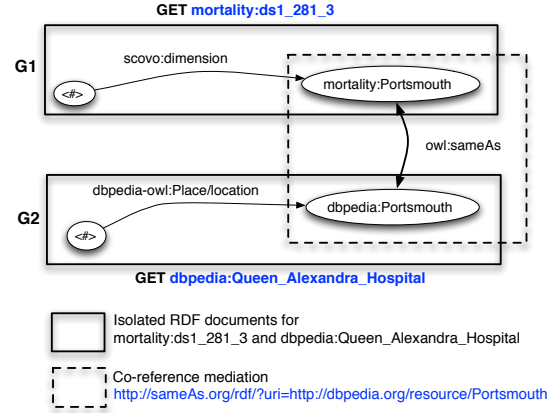 GET mortality:ds1_281_3
G1
scovo:dimension
<#>
mortality:Portsmouth
owl:sameAs
G2
dbpedia-owl:Place/location
<#>
dbpedia:Portsmouth
GET dbpedia:Queen_Alexandra_Hospital
Isolated RDF documents for
mortality:ds1_281_3 and dbpedia:Queen_Alexandra_Hospital
Co-reference mediation
http://sameAs.org/rdf/?uri=http://dbpedia.org/resource/Portsmouth